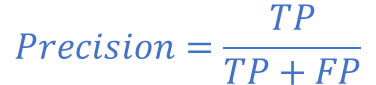 Precision = TP / TP + FP